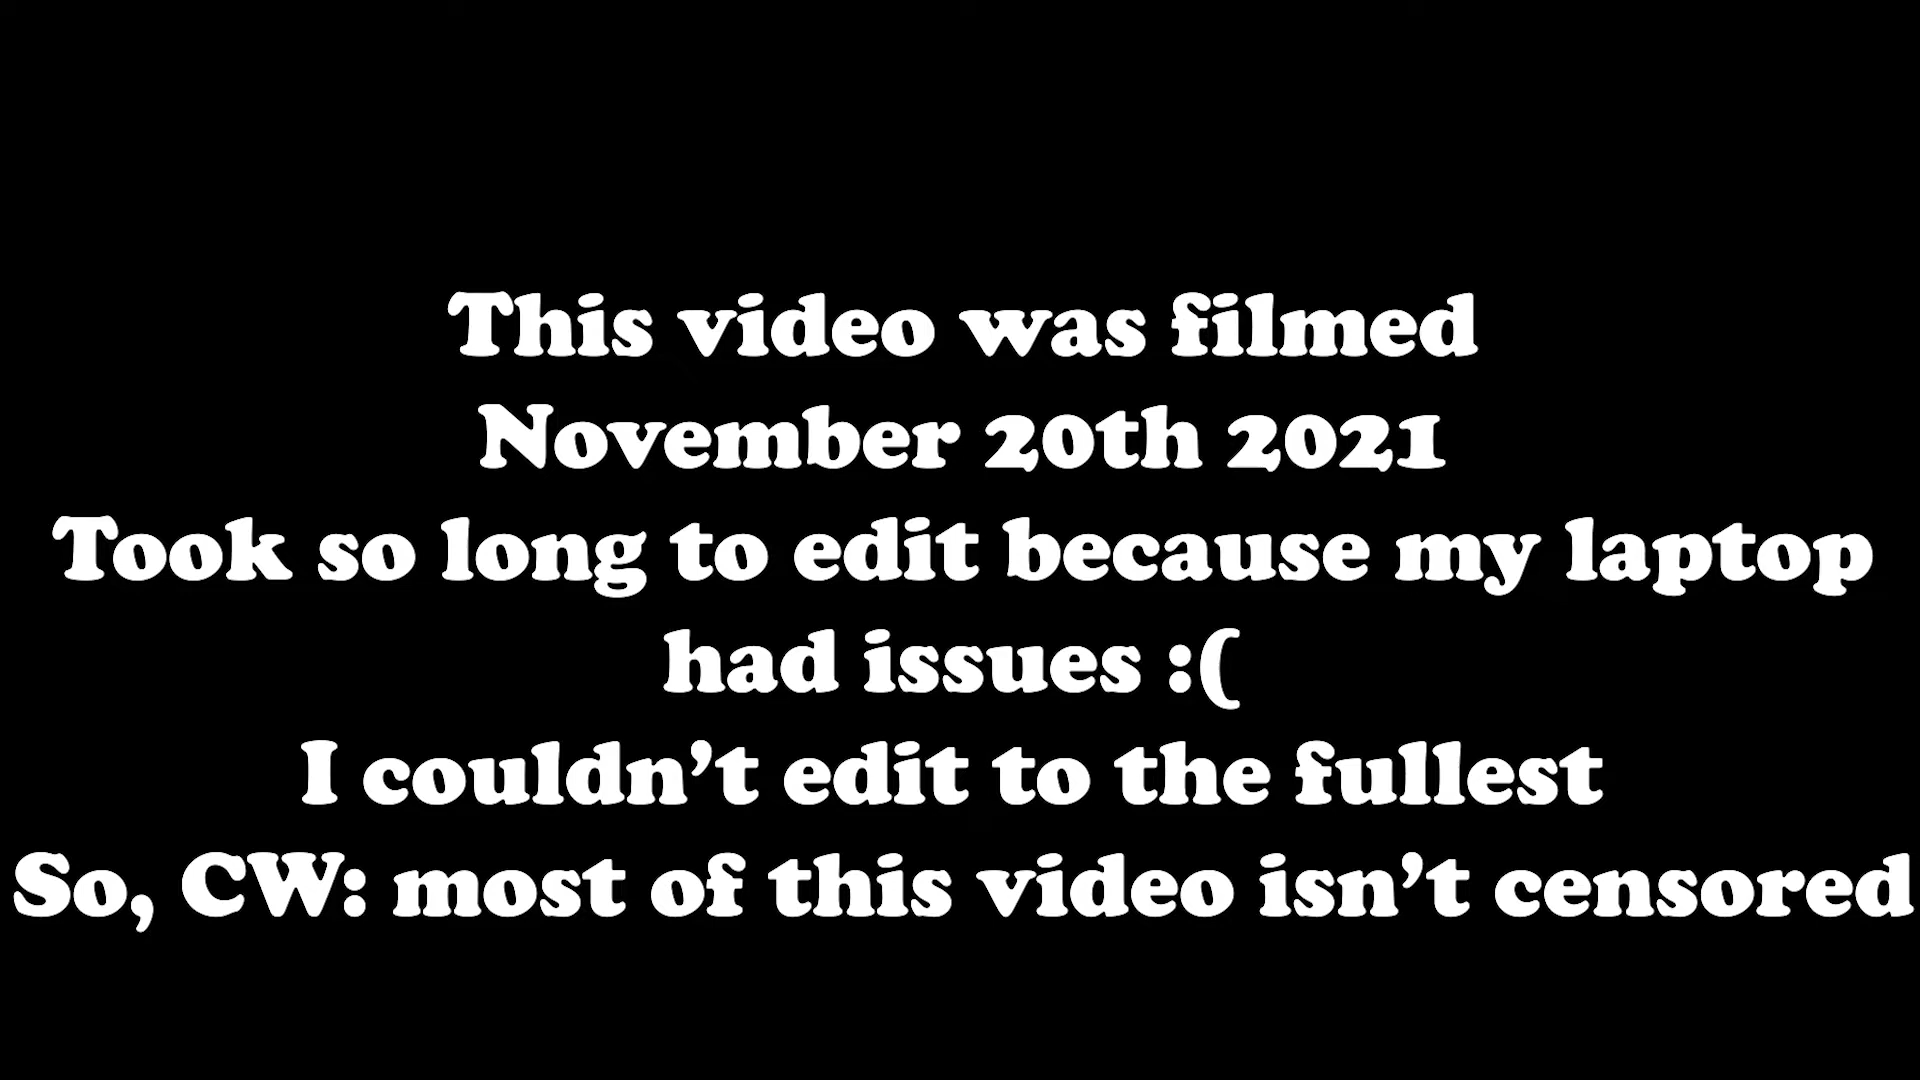 This video was filmed
November 20th 2021
Took so long to edit because my laptop
had issues :(
I couldn’t edit to the fullest
So, CW: most of this video isn’t censored